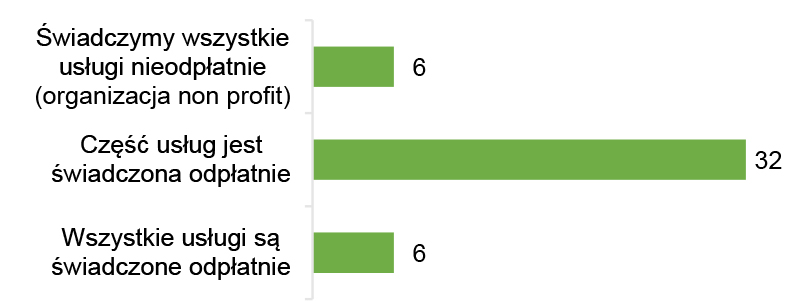 Świadczymy wszystkie
usługi nieodpłatnie
(organizacja non profit)
6
Część usług jest
świadczona odpłatnie
32
Wszystkie usługi są
świadczone odpłatnie
6